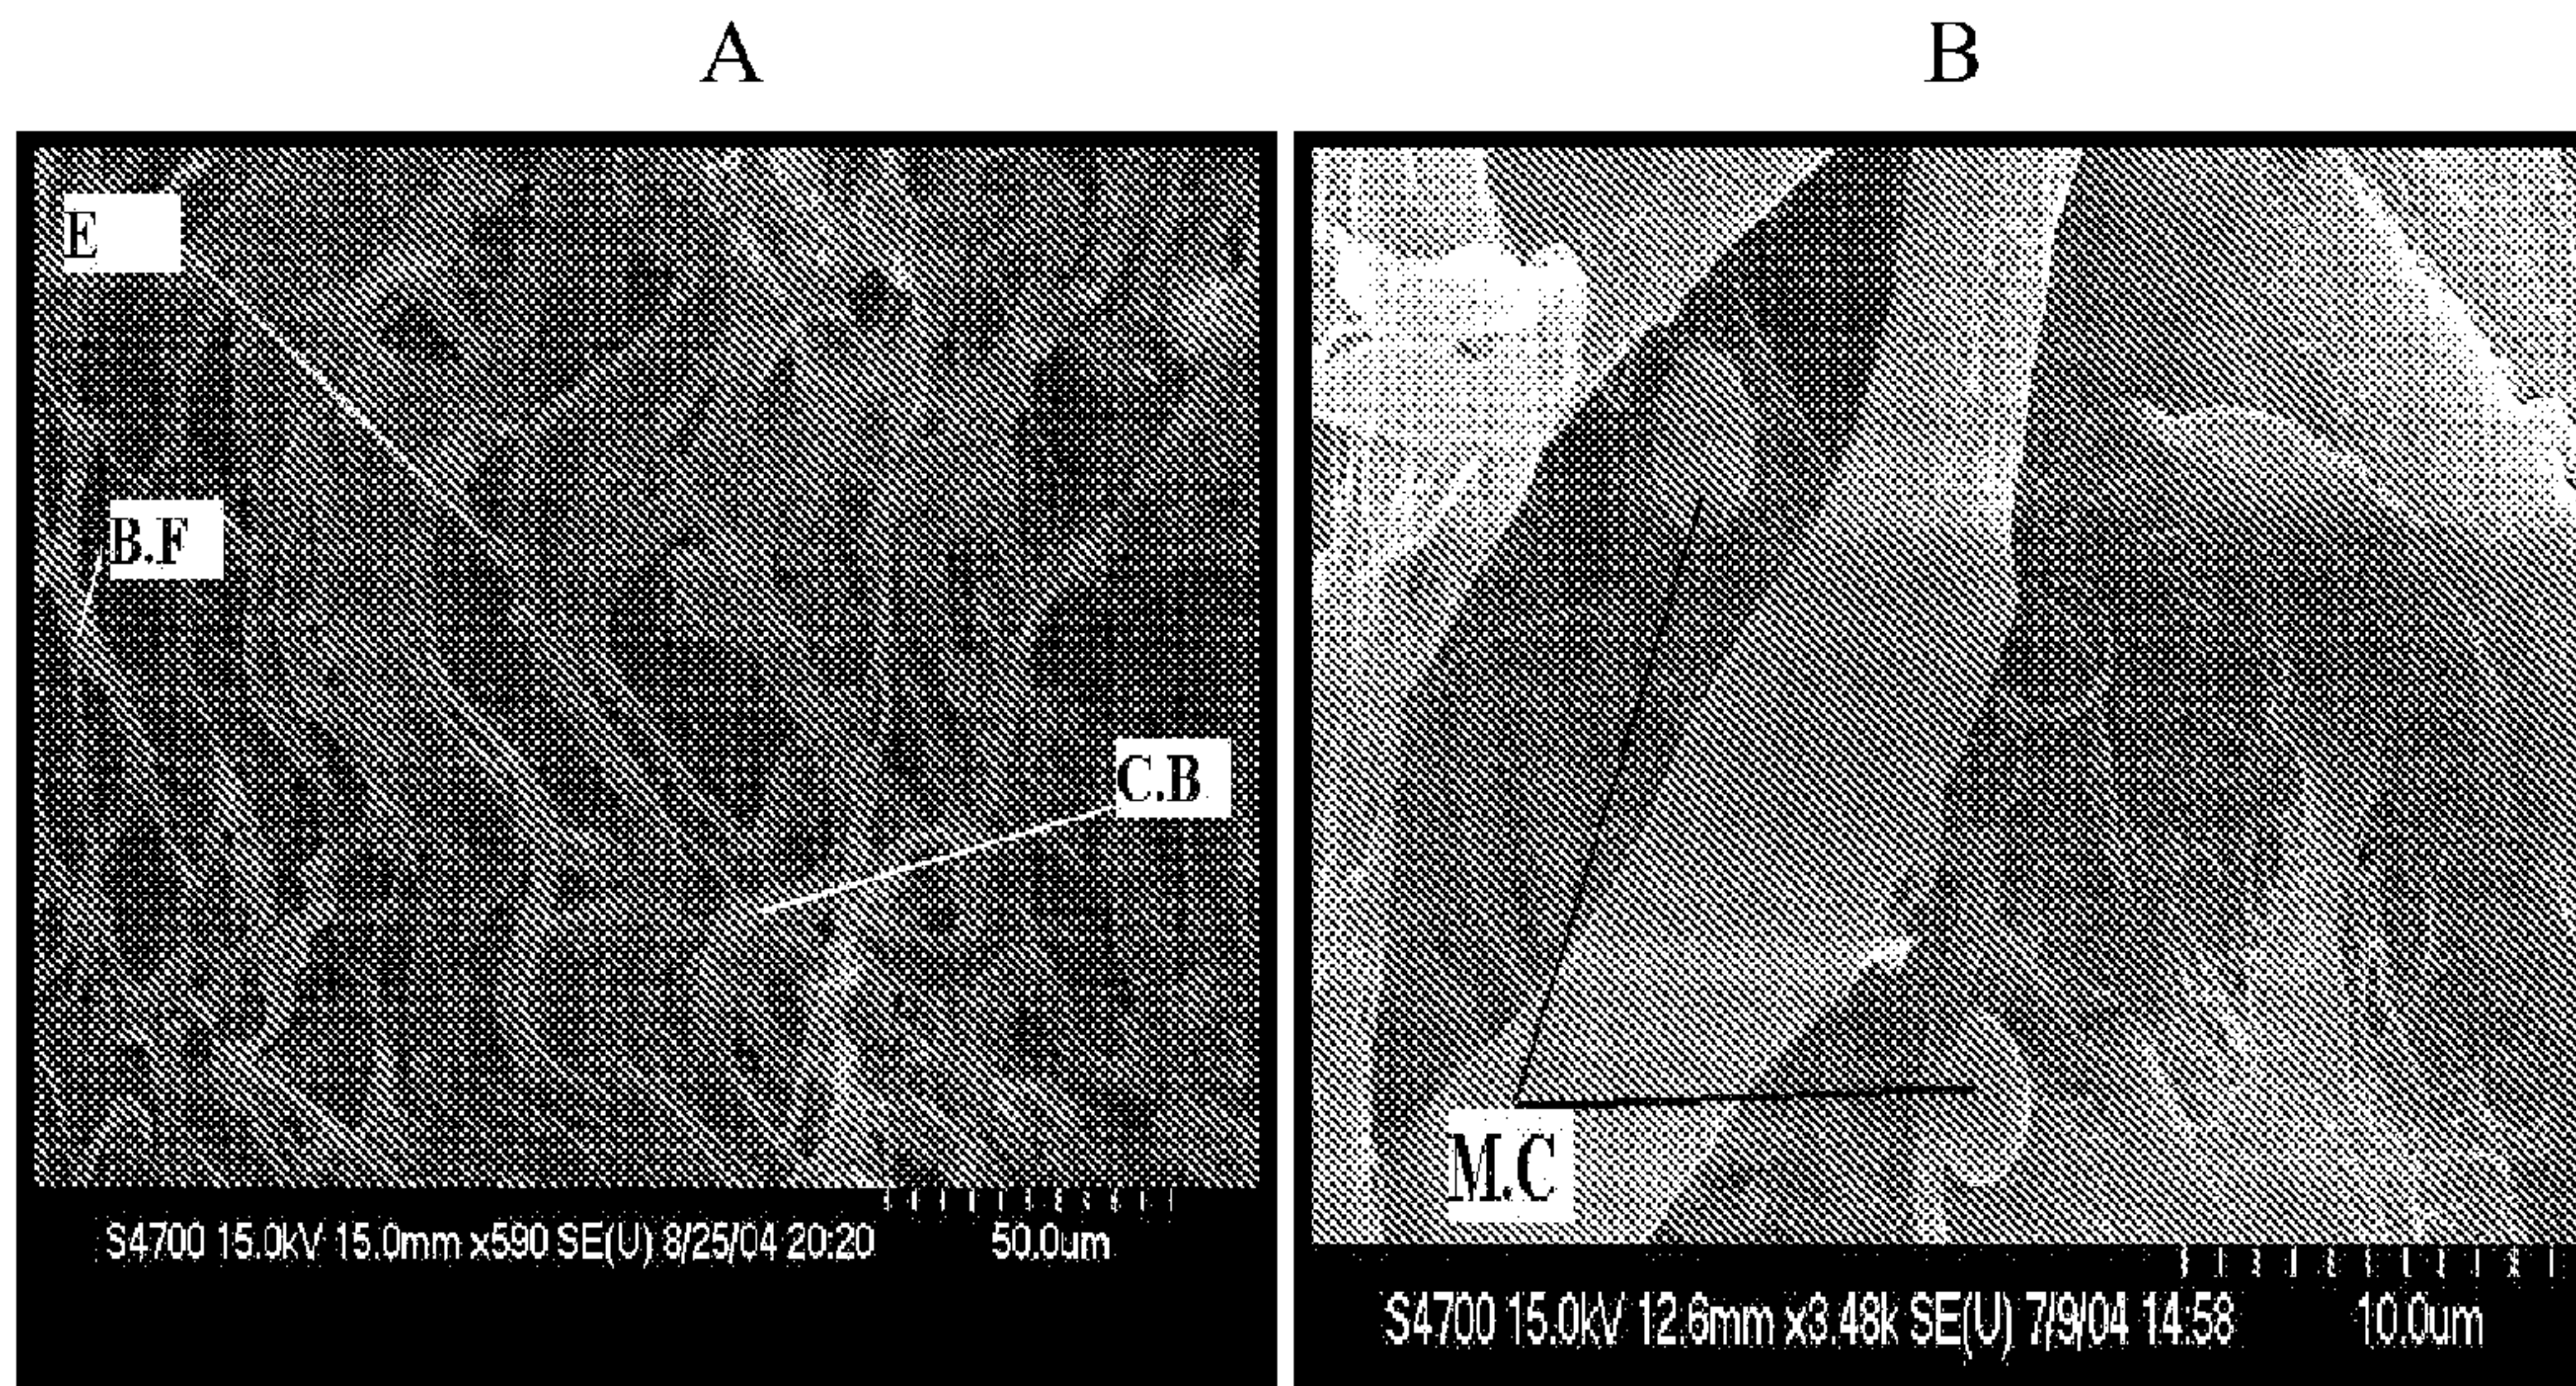 A
B
E
B.F
C.B
M.C
S4700 15.0kV 15.0mm x590 SE(U) 8/25/04 20:20 50.0um
S4700 15.0kV 12.6mm x3.48k SE(U) 7/9/04 14:58 10.0um